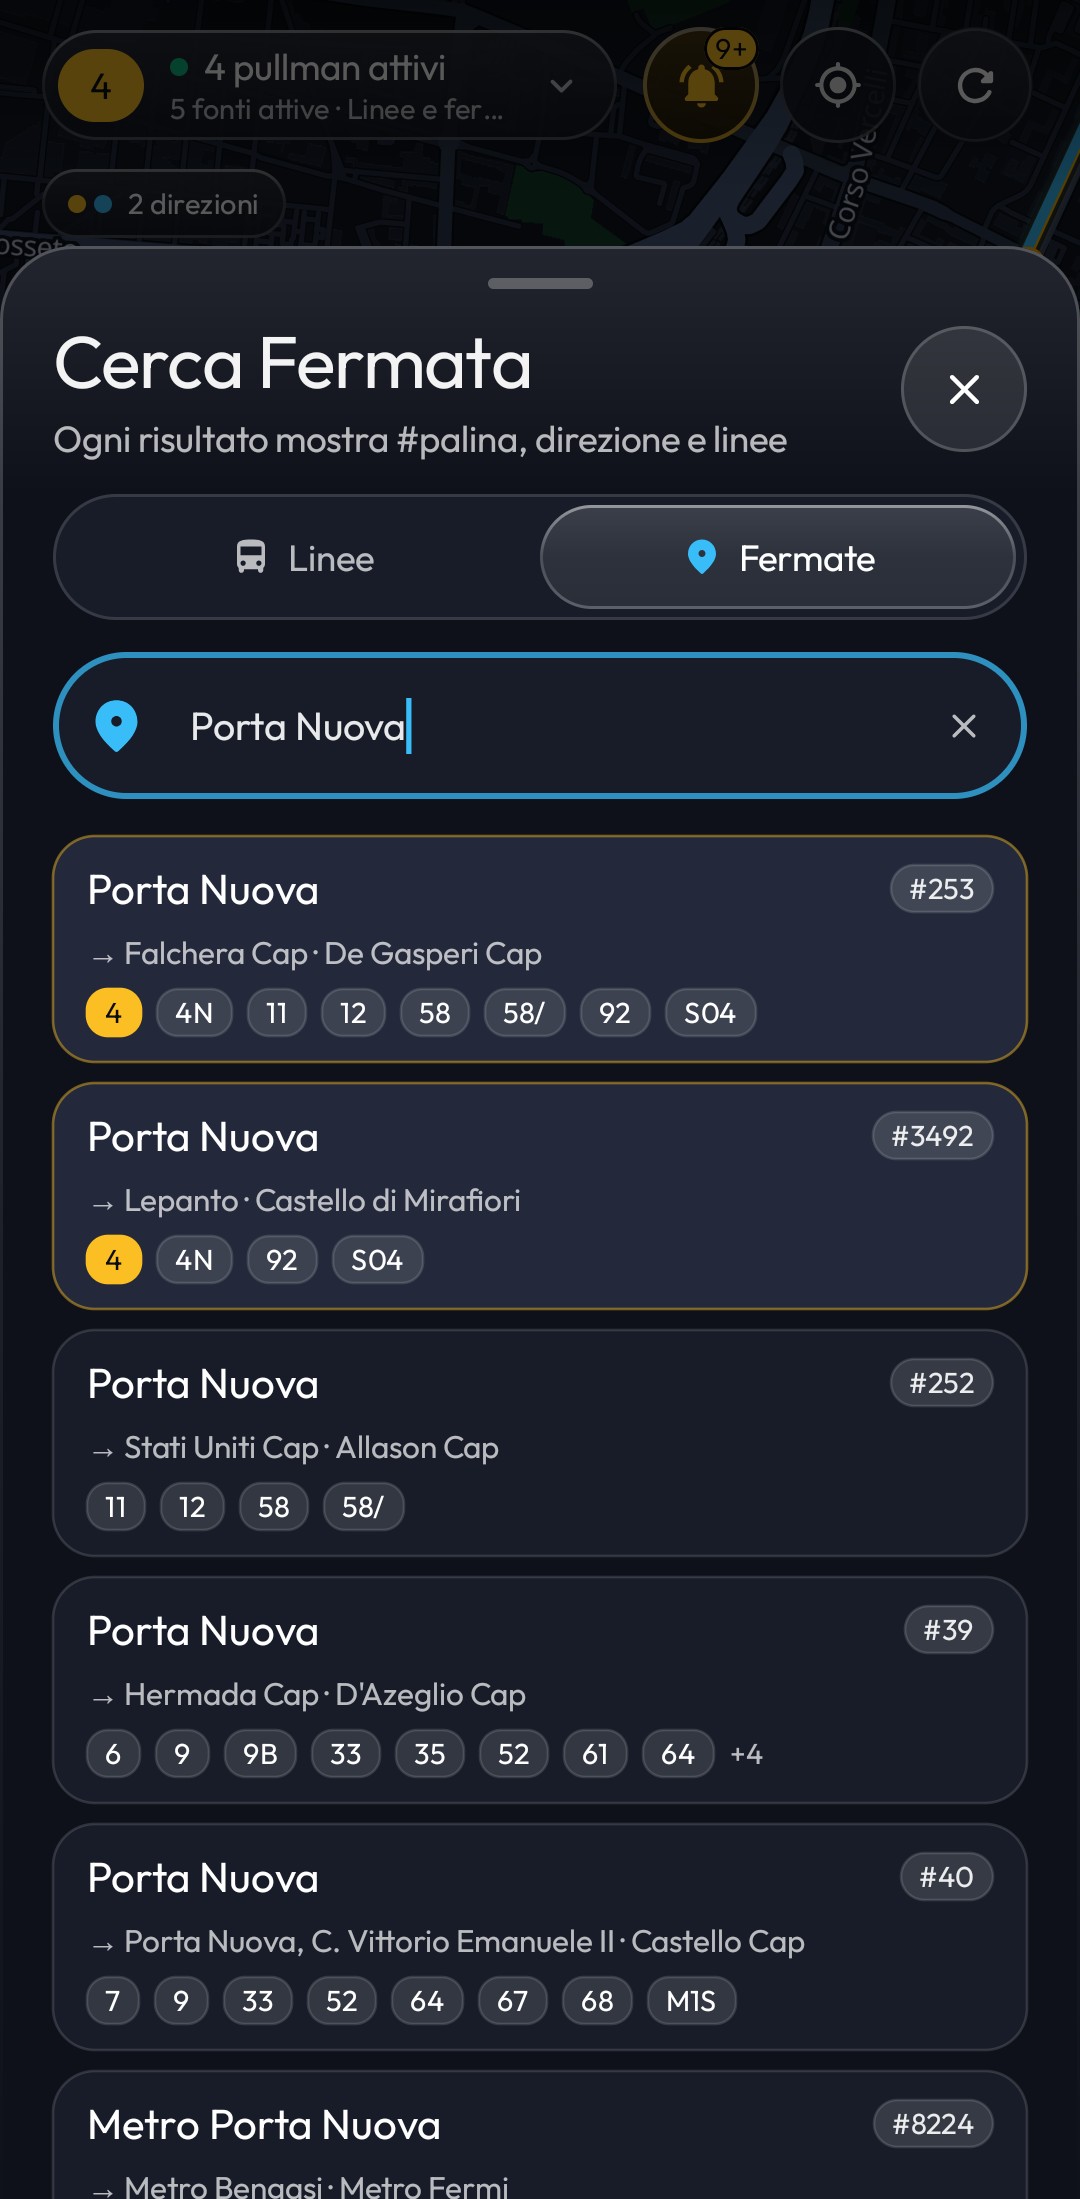 4
4 pullman attivi
5 fonti attive · Linee e fer...
9+
2 direzioni
Cerca Fermata
Ogni risultato mostra #palina, direzione e linee
Linee
Fermate
Porta Nuova
Porta Nuova
#253
→ Falchera Cap · De Gasperi Cap
4 4N 11 12 58 58/ 92 S04
Porta Nuova
#3492
→ Lepanto · Castello di Mirafiori
4 4N 92 S04
Porta Nuova
#252
→ Stati Uniti Cap · Allason Cap
11 12 58 58/
Porta Nuova
#39
→ Hermada Cap · D'Azeglio Cap
6 9 9B 33 35 52 61 64 +4
Porta Nuova
#40
→ Porta Nuova, C. Vittorio Emanuele II · Castello Cap
7 9 33 52 64 67 68 M1S
Metro Porta Nuova
#8224
→ Metro Bengasi · Metro Fermi